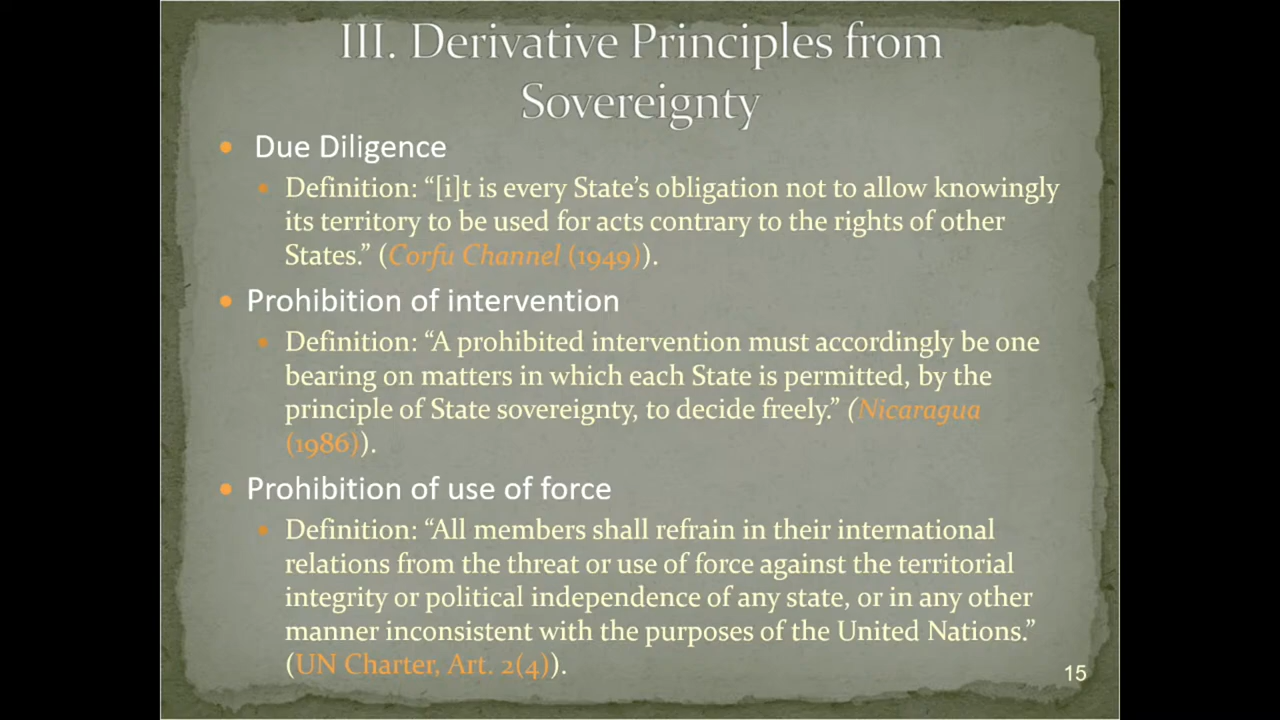 III. Derivative Principles from
Sovereignty
• Due Diligence
• Definition: “[i]t is every State’s obligation not to allow knowingly
its territory to be used for acts contrary to the rights of other
States.” (Corfu Channel (1949)).
• Prohibition of intervention
• Definition: “A prohibited intervention must accordingly be one
bearing on matters in which each State is permitted, by the
principle of State sovereignty, to decide freely.” (Nicaragua
(1986)).
• Prohibition of use of force
• Definition: “All members shall refrain in their international
relations from the threat or use of force against the territorial
integrity or political independence of any state, or in any other
manner inconsistent with the purposes of the United Nations.”
(UN Charter, Art. 2(4)).
15